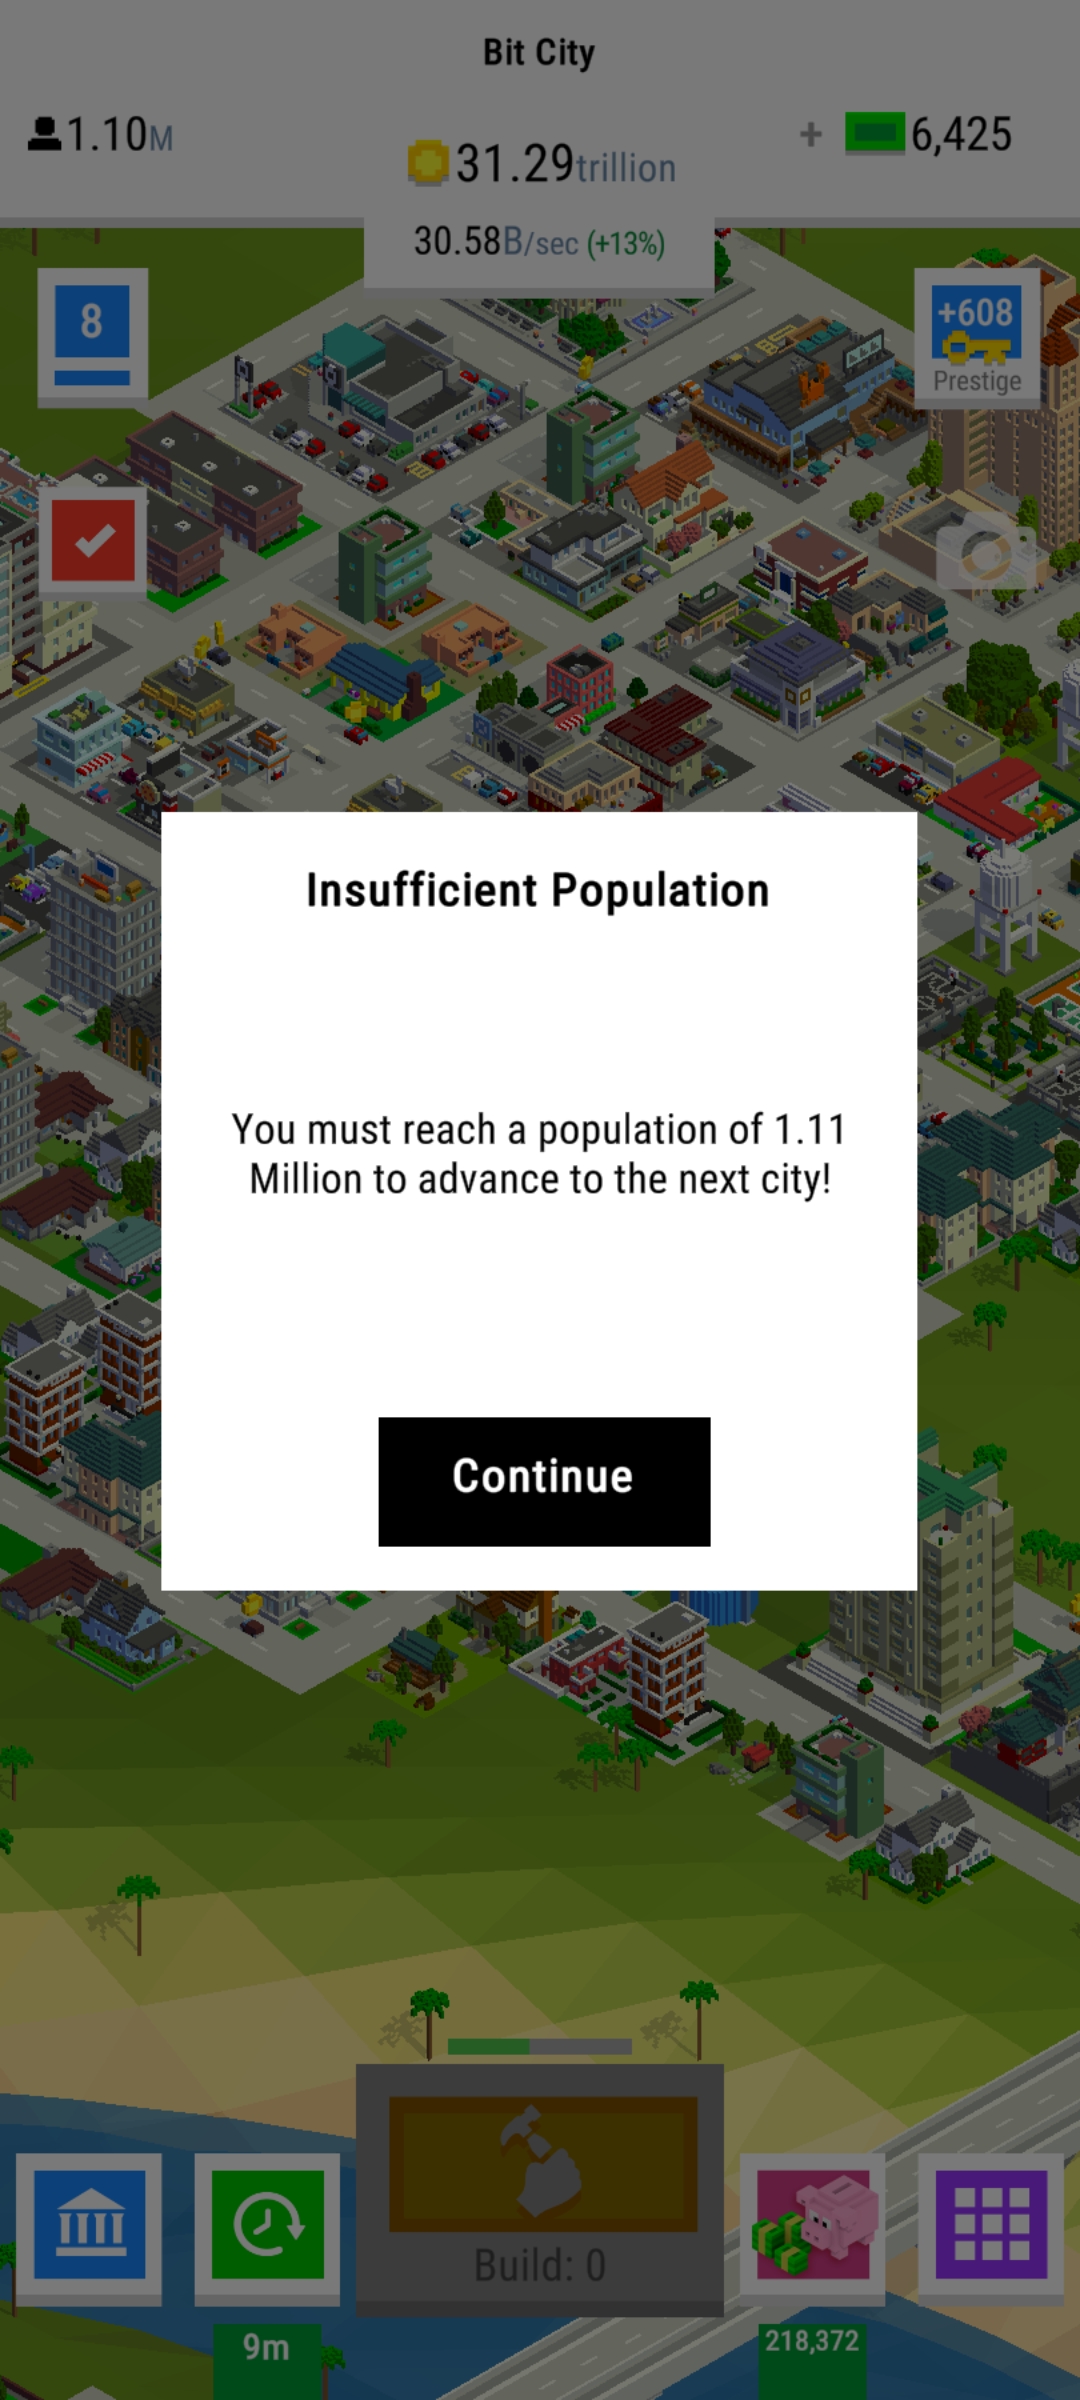 Bit City
1.10M
31.29trillion
+ 6,425
30.58B/sec (+13%)
8
+608
Prestige
Insufficient Population
You must reach a population of 1.11
Million to advance to the next city!
Continue
Build: 0
9m
218,372